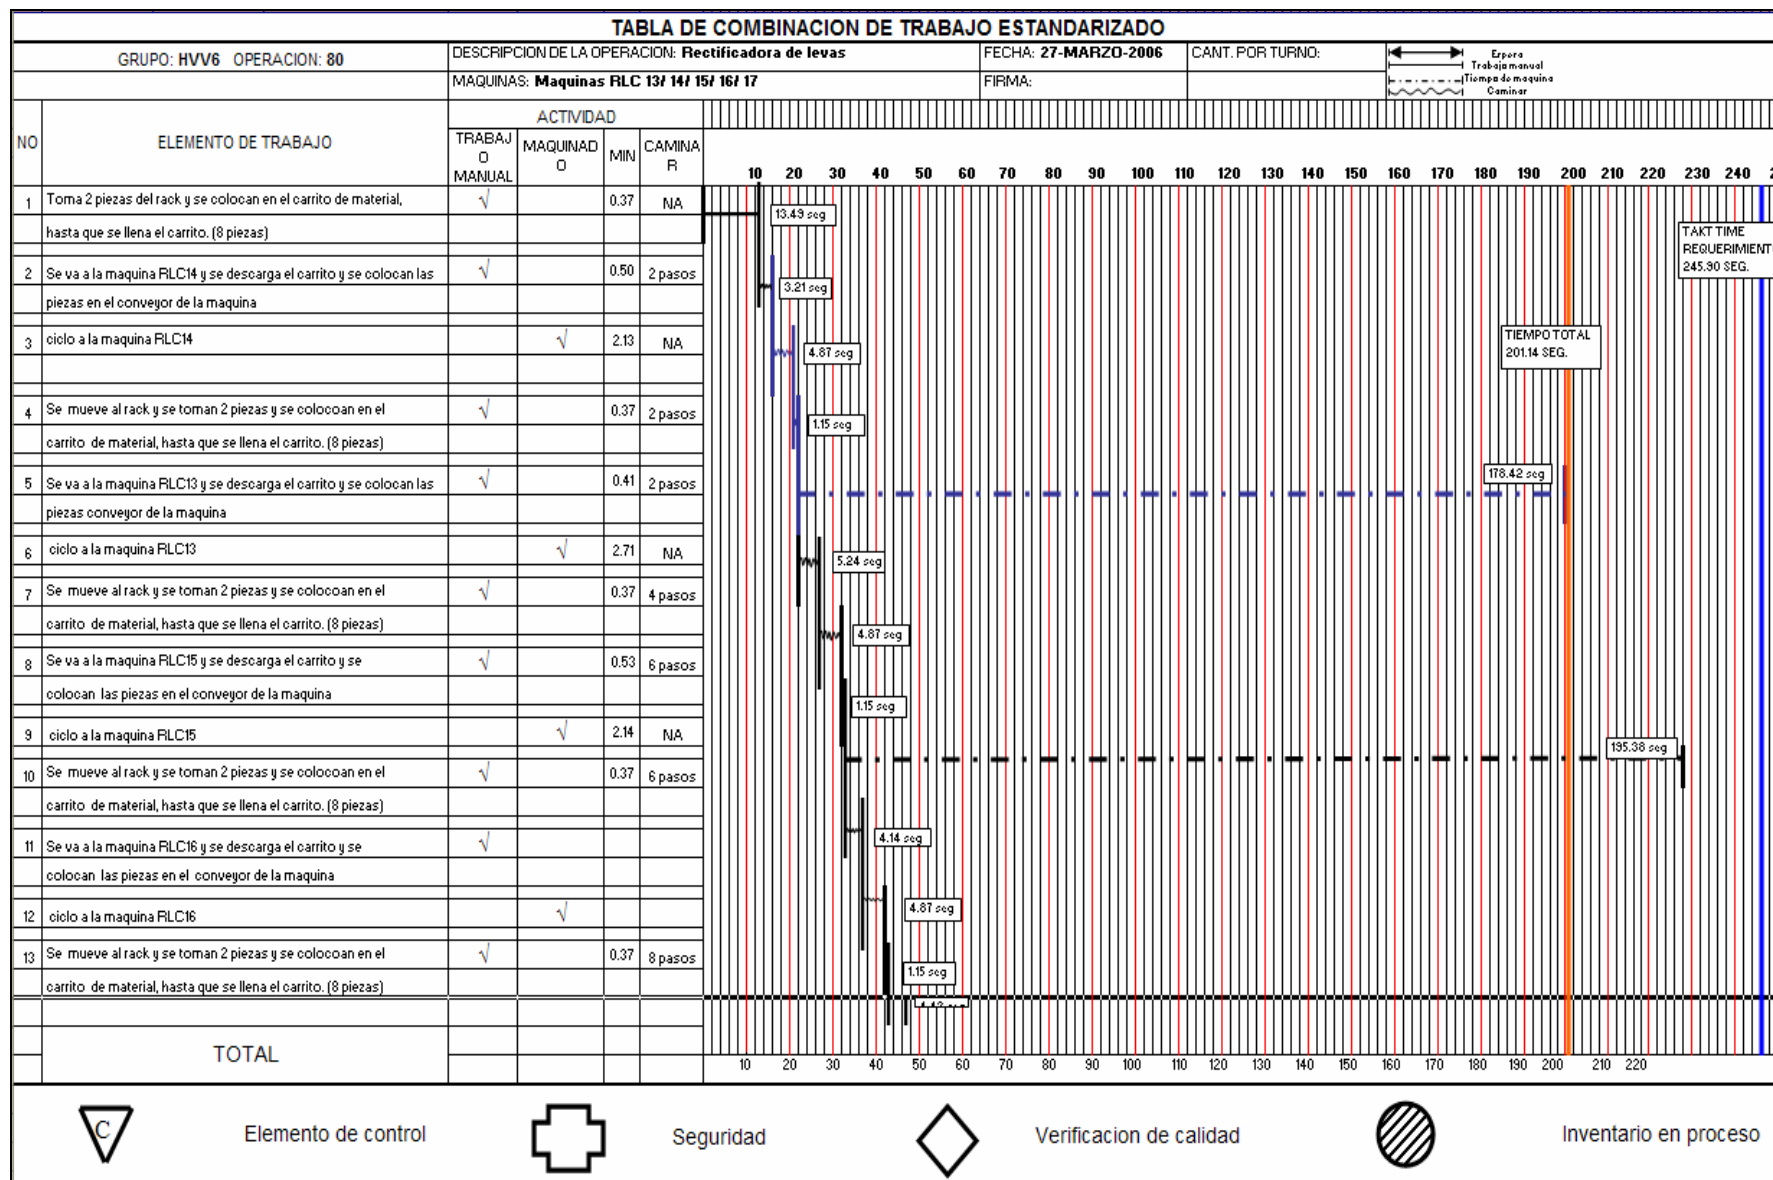 TABLA DE COMBINACION DE TRABAJO ESTANDARIZADO
GRUPO: HVV6 OPERACION: 80
DESCRIPCION DE LA OPERACION: Rectificadora de levas
FECHA: 27-MARZO-2006
CANT. POR TURNO:
MAQUINAS: Maquinas RLC 13/ 14/ 15/ 16/ 17
FIRMA:
Espera
Trabajo manual
Tiempo de maquina
Caminar
NO
ELEMENTO DE TRABAJO
ACTIVIDAD
TRABAJ
O
MANUAL
MAQUINAD
O
MIN
CAMINA
R
10 20 30 40 50 60 70 80 90 100 110 120 130 140 150 160 170 180 190 200 210 220 230 240 2
1 Toma 2 piezas del rack y se colocan en el carrito de material, √ 0.37 NA
hasta que se llena el carrito. (8 piezas)
13.49 seg
TAKT TIME
REQUERIMIENT
245.90 SEG.
2 Se va a la maquina RLC14 y se descarga el carrito y se colocan las √ 0.50 2 pasos
piezas en el conveyor de la maquina
3.21 seg
3 ciclo a la maquina RLC14 √ 2.13 NA
4.87 seg
TIEMPO TOTAL
201.14 SEG.
4 Se mueve al rack y se toman 2 piezas y se colocoan en el √ 0.37 2 pasos
carrito de material, hasta que se llena el carrito. (8 piezas)
1.15 seg
5 Se va a la maquina RLC13 y se descarga el carrito y se colocan las √ 0.41 2 pasos
piezas conveyor de la maquina
178.42 seg
6 ciclo a la maquina RLC13 √ 2.71 NA
5.24 seg
7 Se mueve al rack y se toman 2 piezas y se colocoan en el √ 0.37 4 pasos
carrito de material, hasta que se llena el carrito. (8 piezas)
4.87 seg
8 Se va a la maquina RLC15 y se descarga el carrito y se √ 0.53 6 pasos
colocan las piezas en el conveyor de la maquina
1.15 seg
9 ciclo a la maquina RLC15 √ 2.14 NA
195.38 seg
10 Se mueve al rack y se toman 2 piezas y se colocoan en el √ 0.37 6 pasos
carrito de material, hasta que se llena el carrito. (8 piezas)
4.14 seg
11 Se va a la maquina RLC16 y se descarga el carrito y se √
colocan las piezas en el conveyor de la maquina
12 ciclo a la maquina RLC16 √
4.87 seg
13 Se mueve al rack y se toman 2 piezas y se colocoan en el √ 0.37 8 pasos
carrito de material, hasta que se llena el carrito. (8 piezas)
1.15 seg
TOTAL
10 20 30 40 50 60 70 80 90 100 110 120 130 140 150 160 170 180 190 200 210 220
C Elemento de control
Seguridad
Verificacion de calidad
Inventario en proceso